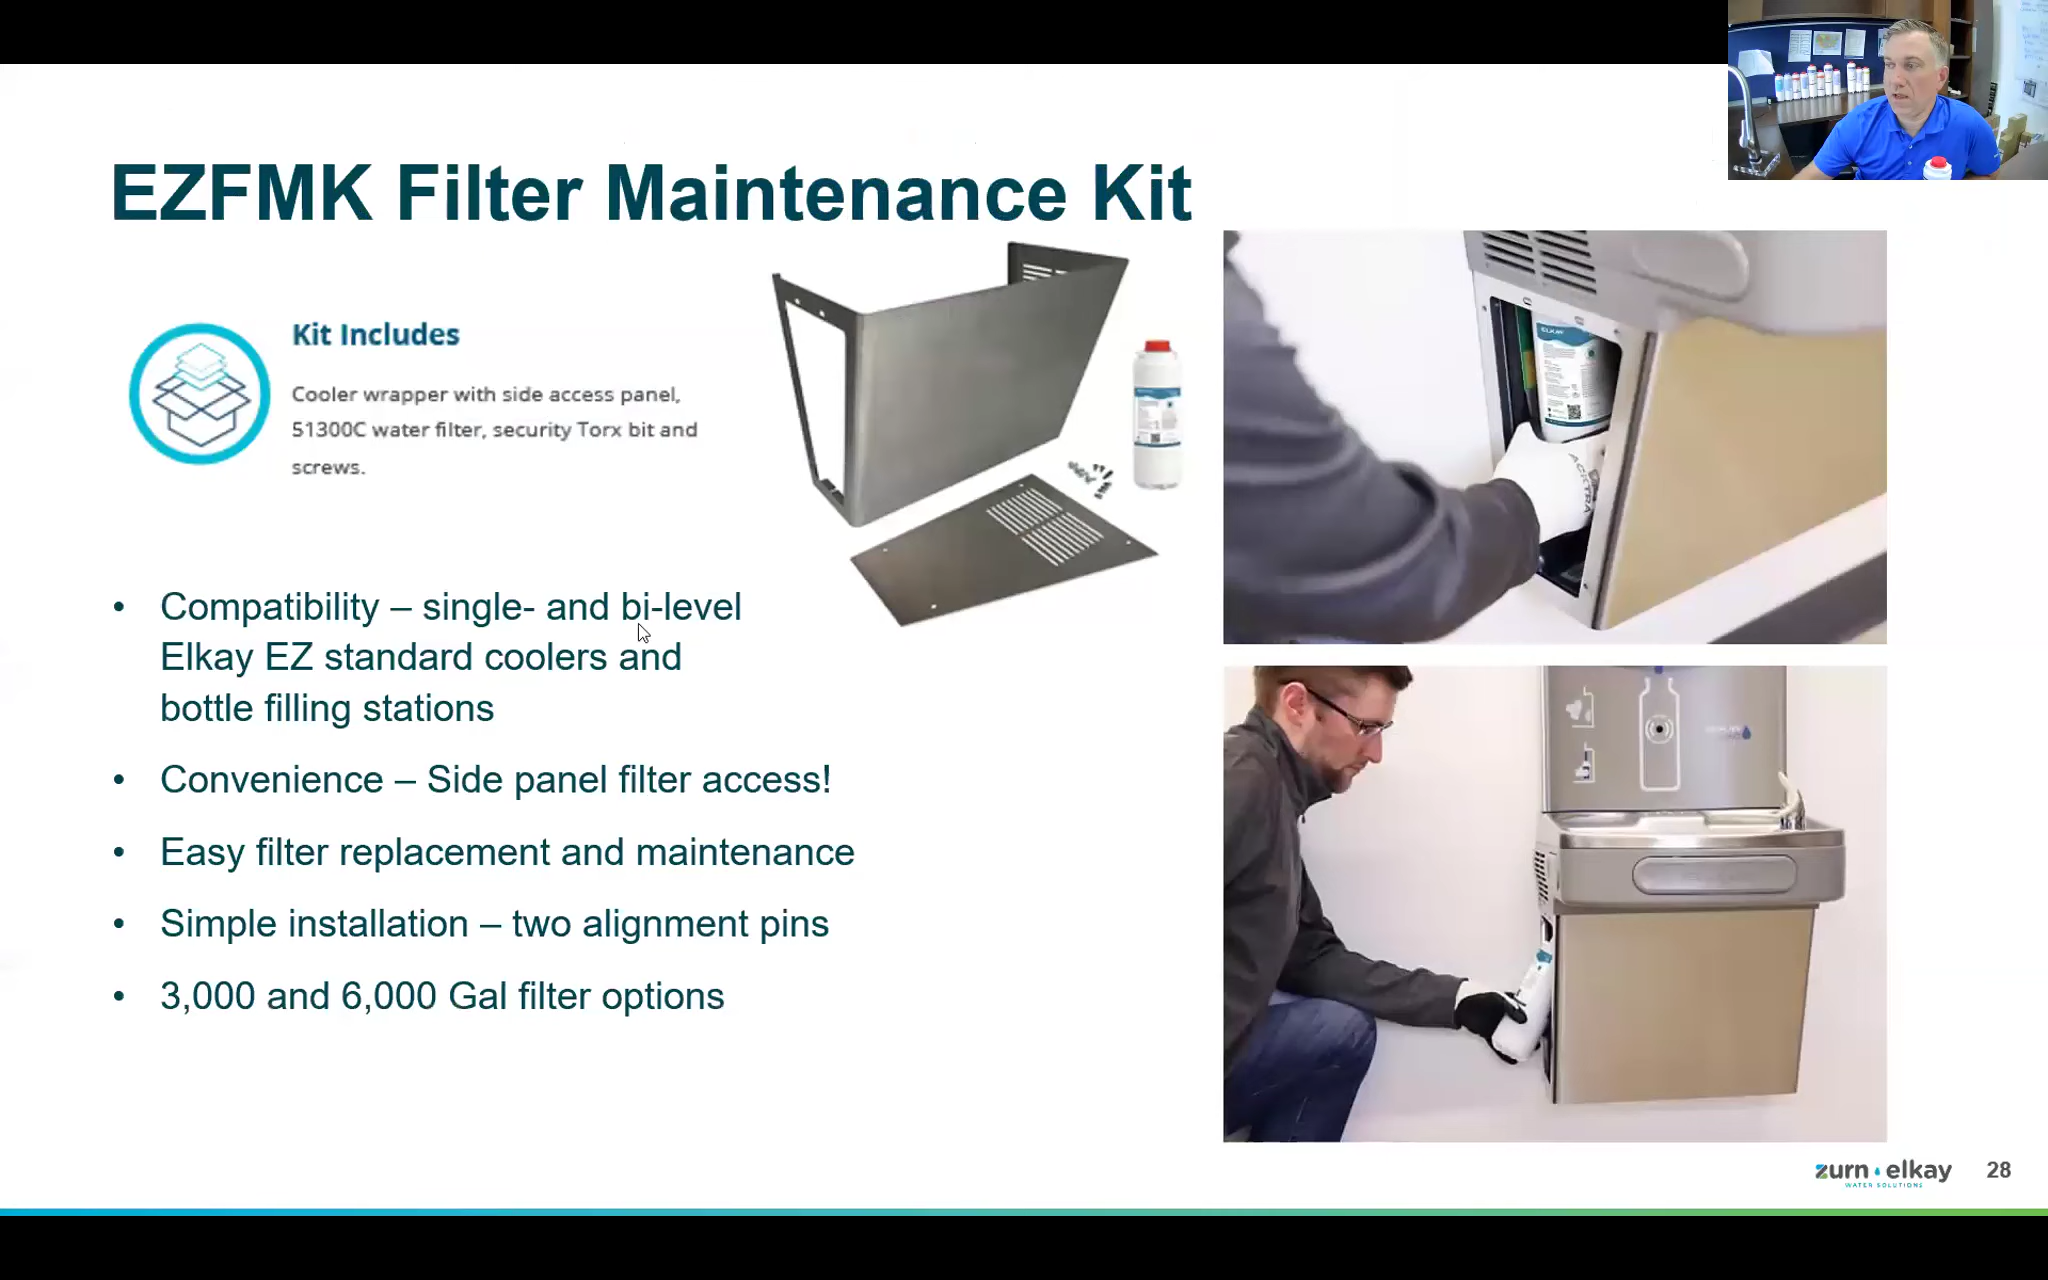 EZFMK Filter Maintenance Kit
Kit Includes
Cooler wrapper with side access panel,
51300C water filter, security Torx bit and
screws.
• Compatibility – single- and bi-level
Elkay EZ standard coolers and
bottle filling stations
• Convenience – Side panel filter access!
• Easy filter replacement and maintenance
• Simple installation – two alignment pins
• 3,000 and 6,000 Gal filter options
ELKAY
zurn elkay
WATER SOLUTIONS
28